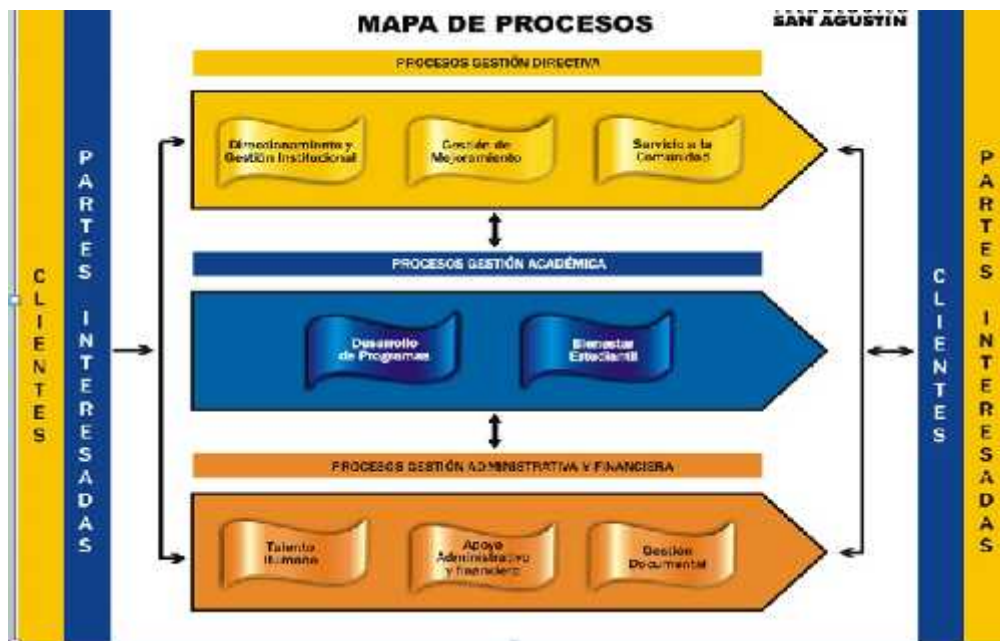 MAPA DE PROCESOS
SAN AGUSTIN
PROCESOS GESTIÓN DIRECTIVA
Direccionamiento y
Gestión Institucional
Gestión de
Mejoramiento
Servicio a la
Comunidad
PROCESOS GESTIÓN ACADÉMICA
Desarrollo
de Programas
Bienestar
Estudiantil
PROCESOS GESTIÓN ADMINISTRATIVA Y FINANCIERA
Talento
Humano
Apoyo
Administrativo
y financiero
Gestión
Documental
CLIENTES
PARTES INTERESADAS
CLIENTES
PARTES INTERESADAS